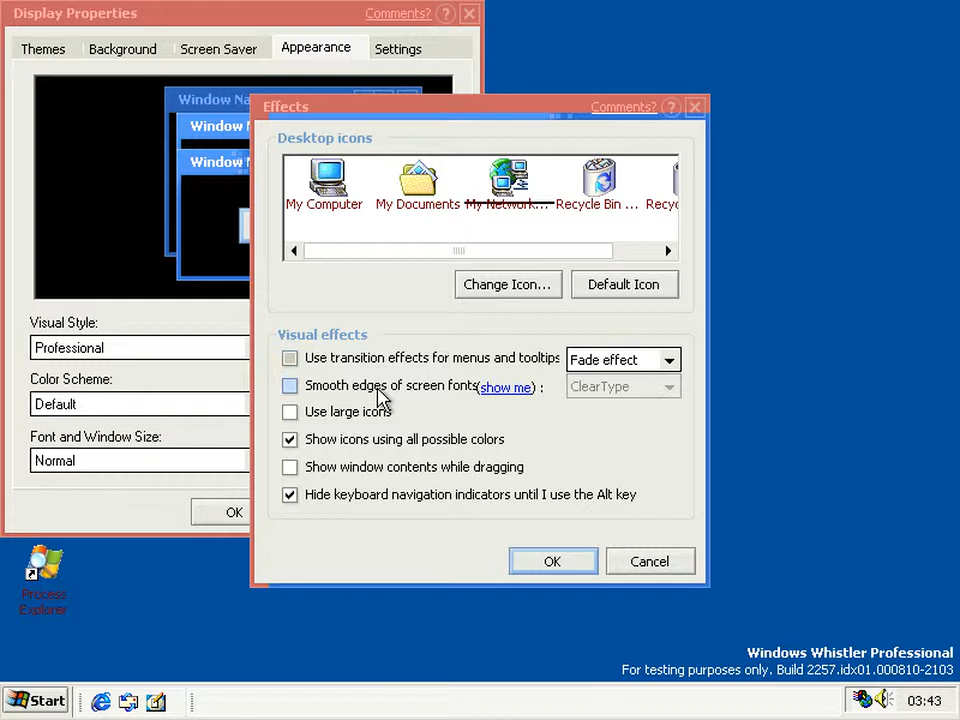 Display Properties
Comments?
Themes
Background
Screen Saver
Appearance
Settings
Window Na
Window
Window
Effects
Comments?
Desktop icons
My Computer
My Documents
My Network...
Recycle Bin ...
Recyc
Change Icon...
Default Icon
Visual Style:
Professional
Color Scheme:
Default
Font and Window Size:
Normal
OK
Visual effects
Use transition effects for menus and tooltips
Fade effect
Smooth edges of screen fonts (show me) :
ClearType
Use large icons
Show icons using all possible colors
Show window contents while dragging
Hide keyboard navigation indicators until I use the Alt key
OK
Cancel
Process
Explorer
Windows Whistler Professional
For testing purposes only. Build 2257.idx01.000810-2103
Start
03:43